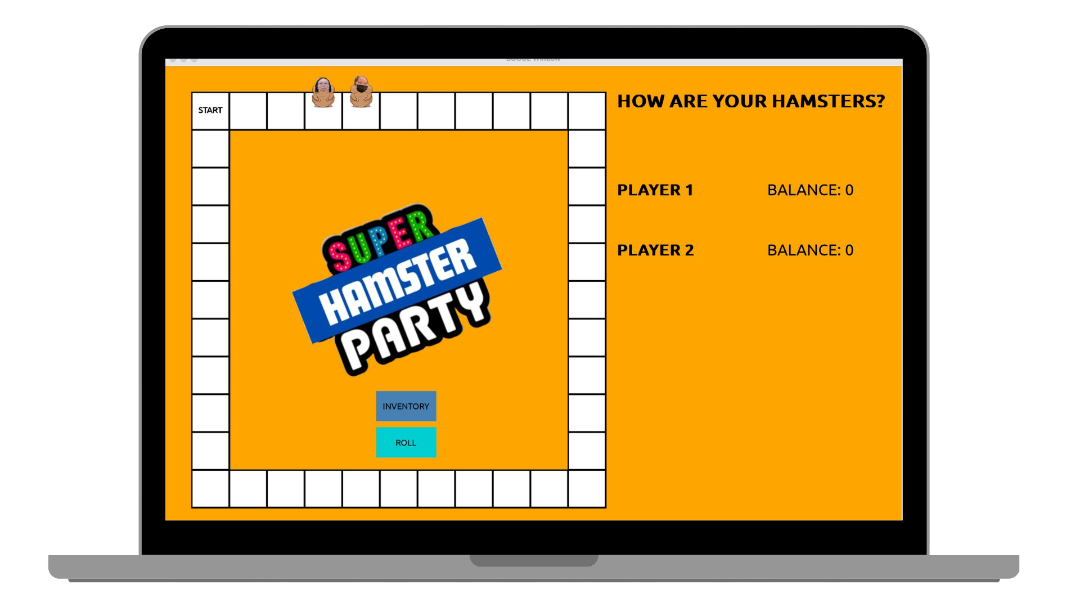 START
HOW ARE YOUR HAMSTERS?
PLAYER 1 BALANCE: 0
PLAYER 2 BALANCE: 0
SUPER
HAMSTER
PARTY
INVENTORY
ROLL